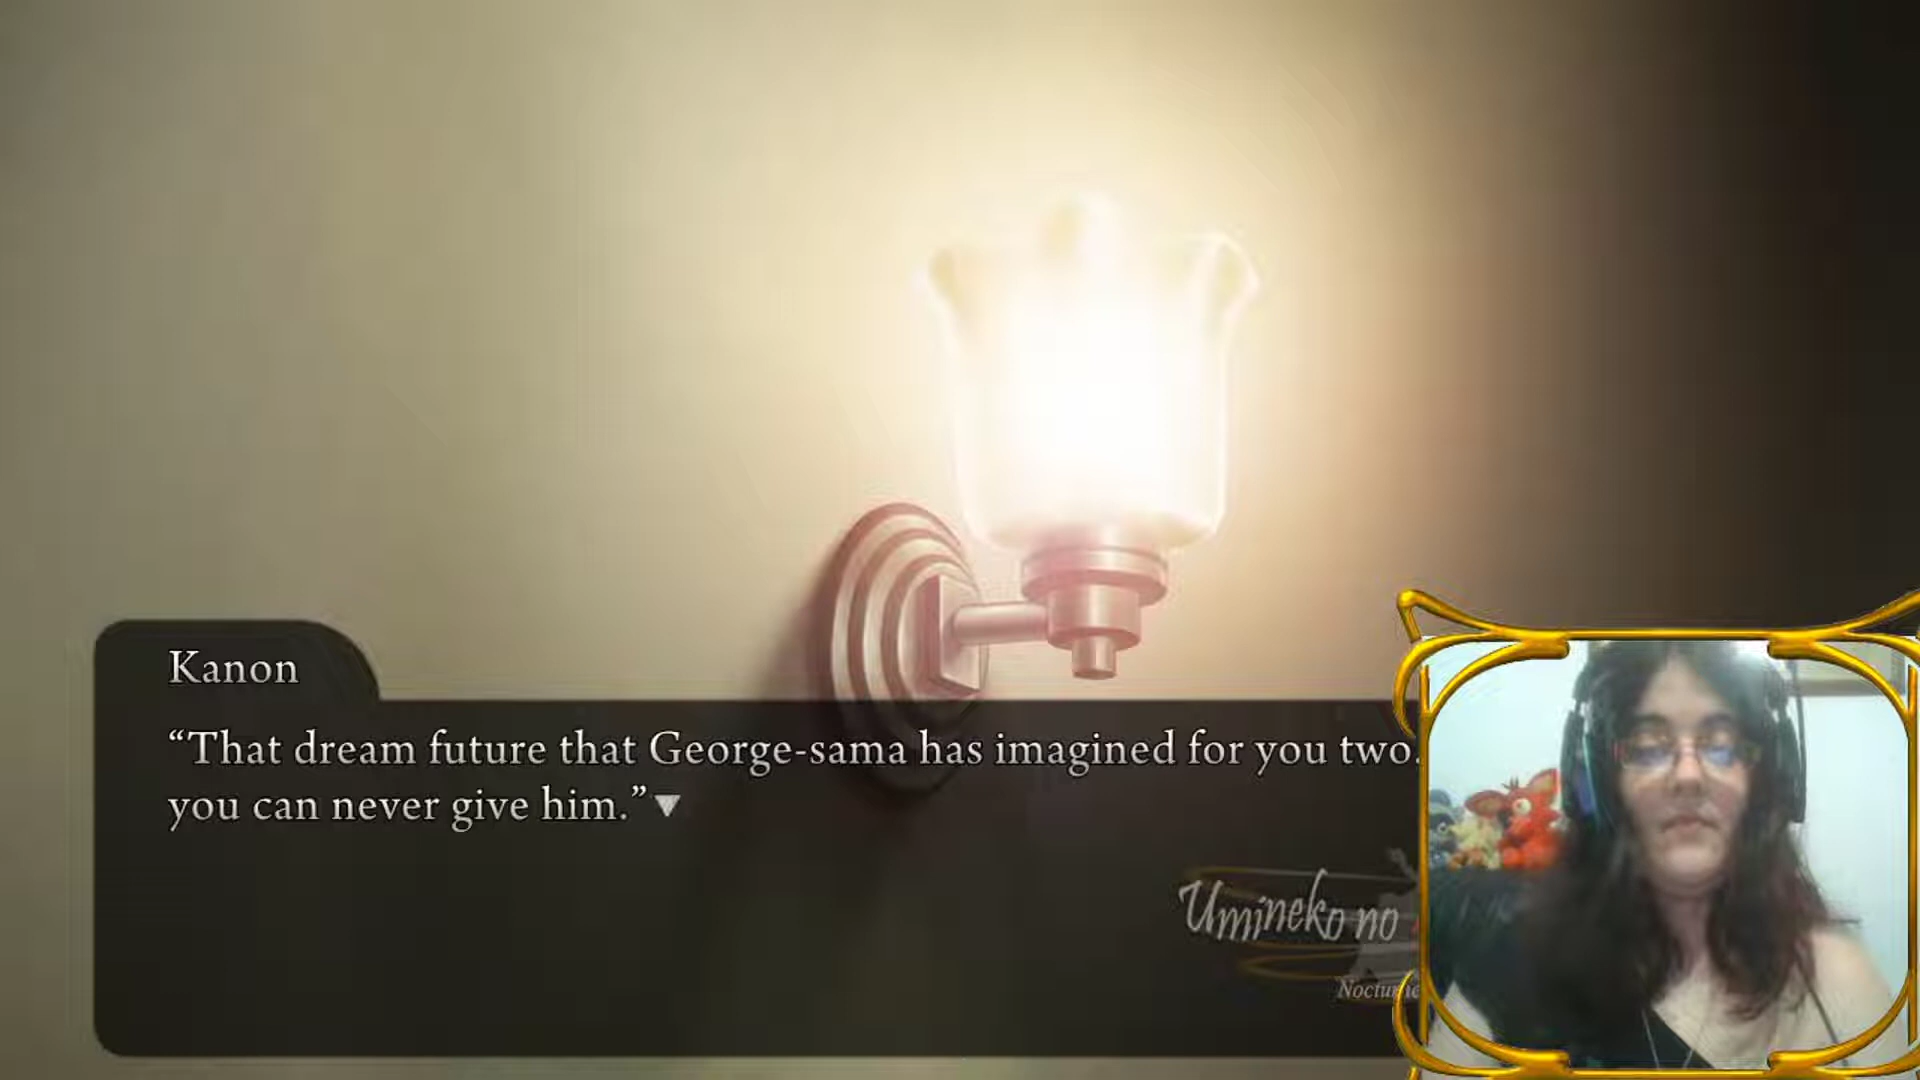 Kanon
“That dream future that George-sama has imagined for you two.
you can never give him.”
Umineko no
Nocturne